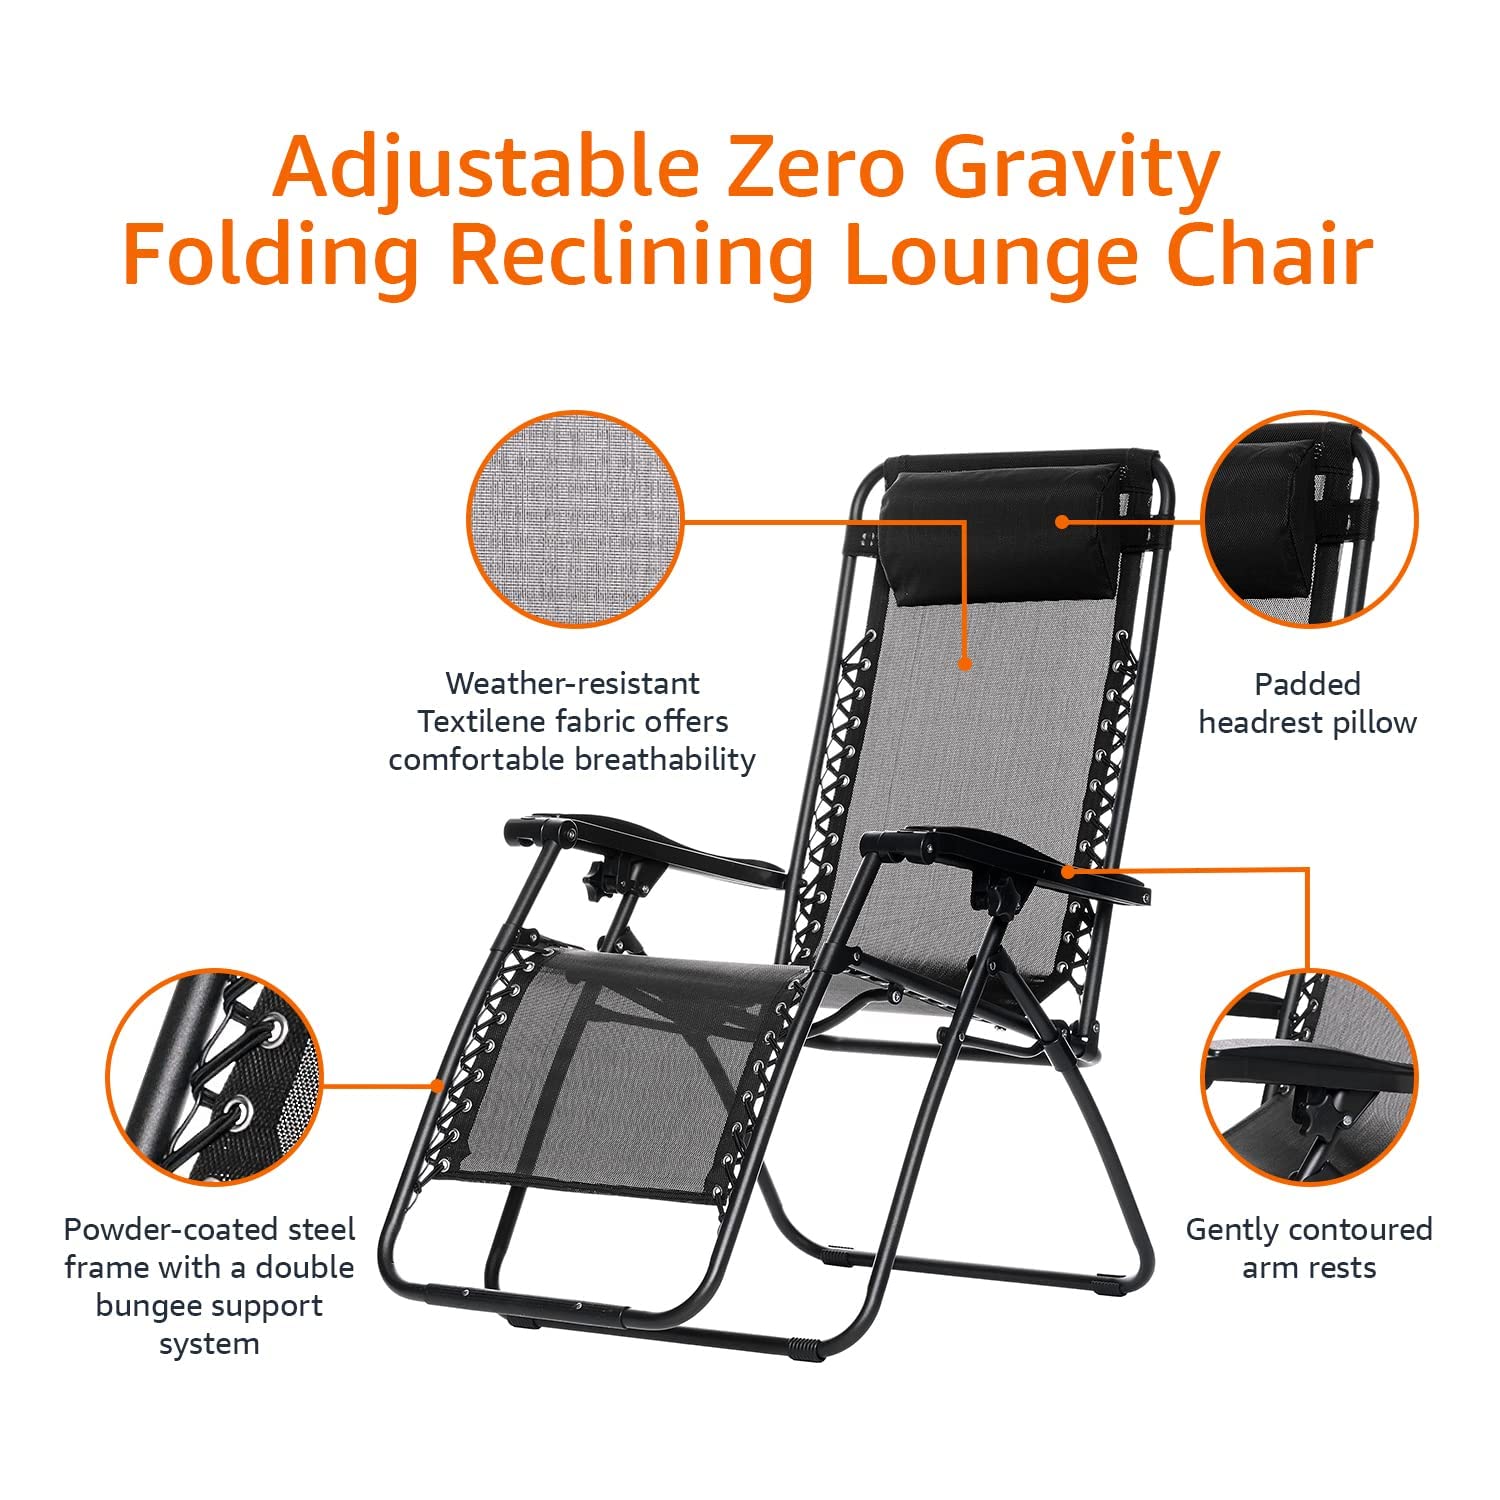 Adjustable Zero Gravity
Folding Reclining Lounge Chair
Weather-resistant
Textilene fabric offers
comfortable breathability
Padded
headrest pillow
Powder-coated steel
frame with a double
bungee support
system
Gently contoured
arm rests